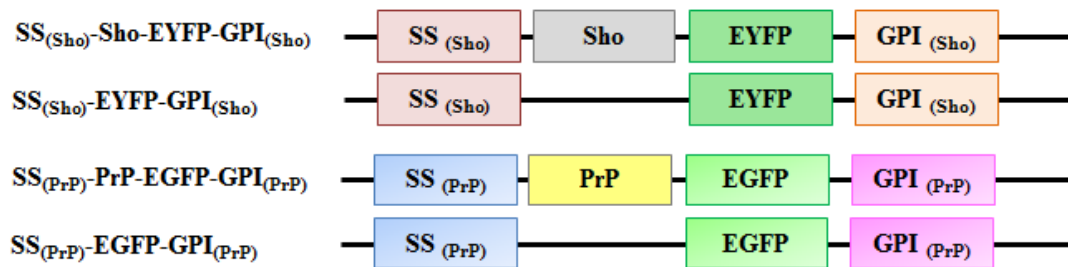 SS(Sho)-Sho-EYFP-GPI(Sho) SS (Sho) Sho EYFP GPI (Sho)
SS(Sho)-EYFP-GPI(Sho) SS (Sho) EYFP GPI (Sho)
SS(PrP)-PrP-EGFP-GPI(PrP) SS (PrP) PrP EGFP GPI (PrP)
SS(PrP)-EGFP-GPI(PrP) SS (PrP) EGFP GPI (PrP)